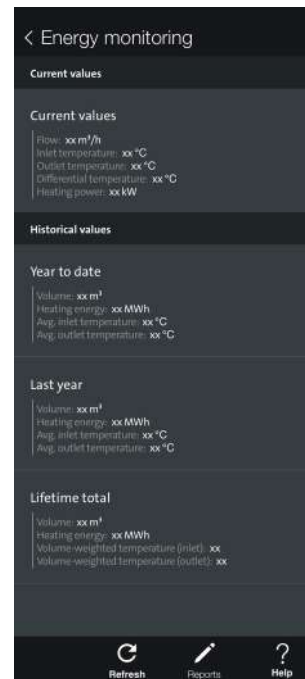 Energy monitoring
Current values
Current values
Flow: xx m³/h
Inlet temperature: xx °C
Outlet temperature: xx °C
Differential temperature: xx °C
Heating power: xx kW
Historical values
Year to date
Volume: xx m³
Heating energy: xx MWh
Avg. inlet temperature: xx °C
Avg. outlet temperature: xx °C
Last year
Volume: xx m³
Heating energy: xx MWh
Avg. inlet temperature: xx °C
Avg. outlet temperature: xx °C
Lifetime total
Volume: xx m³
Heating energy: xx MWh
Volume-weighted temperature (inlet): xx
Volume-weighted temperature (outlet): xx
Refresh Reports Help